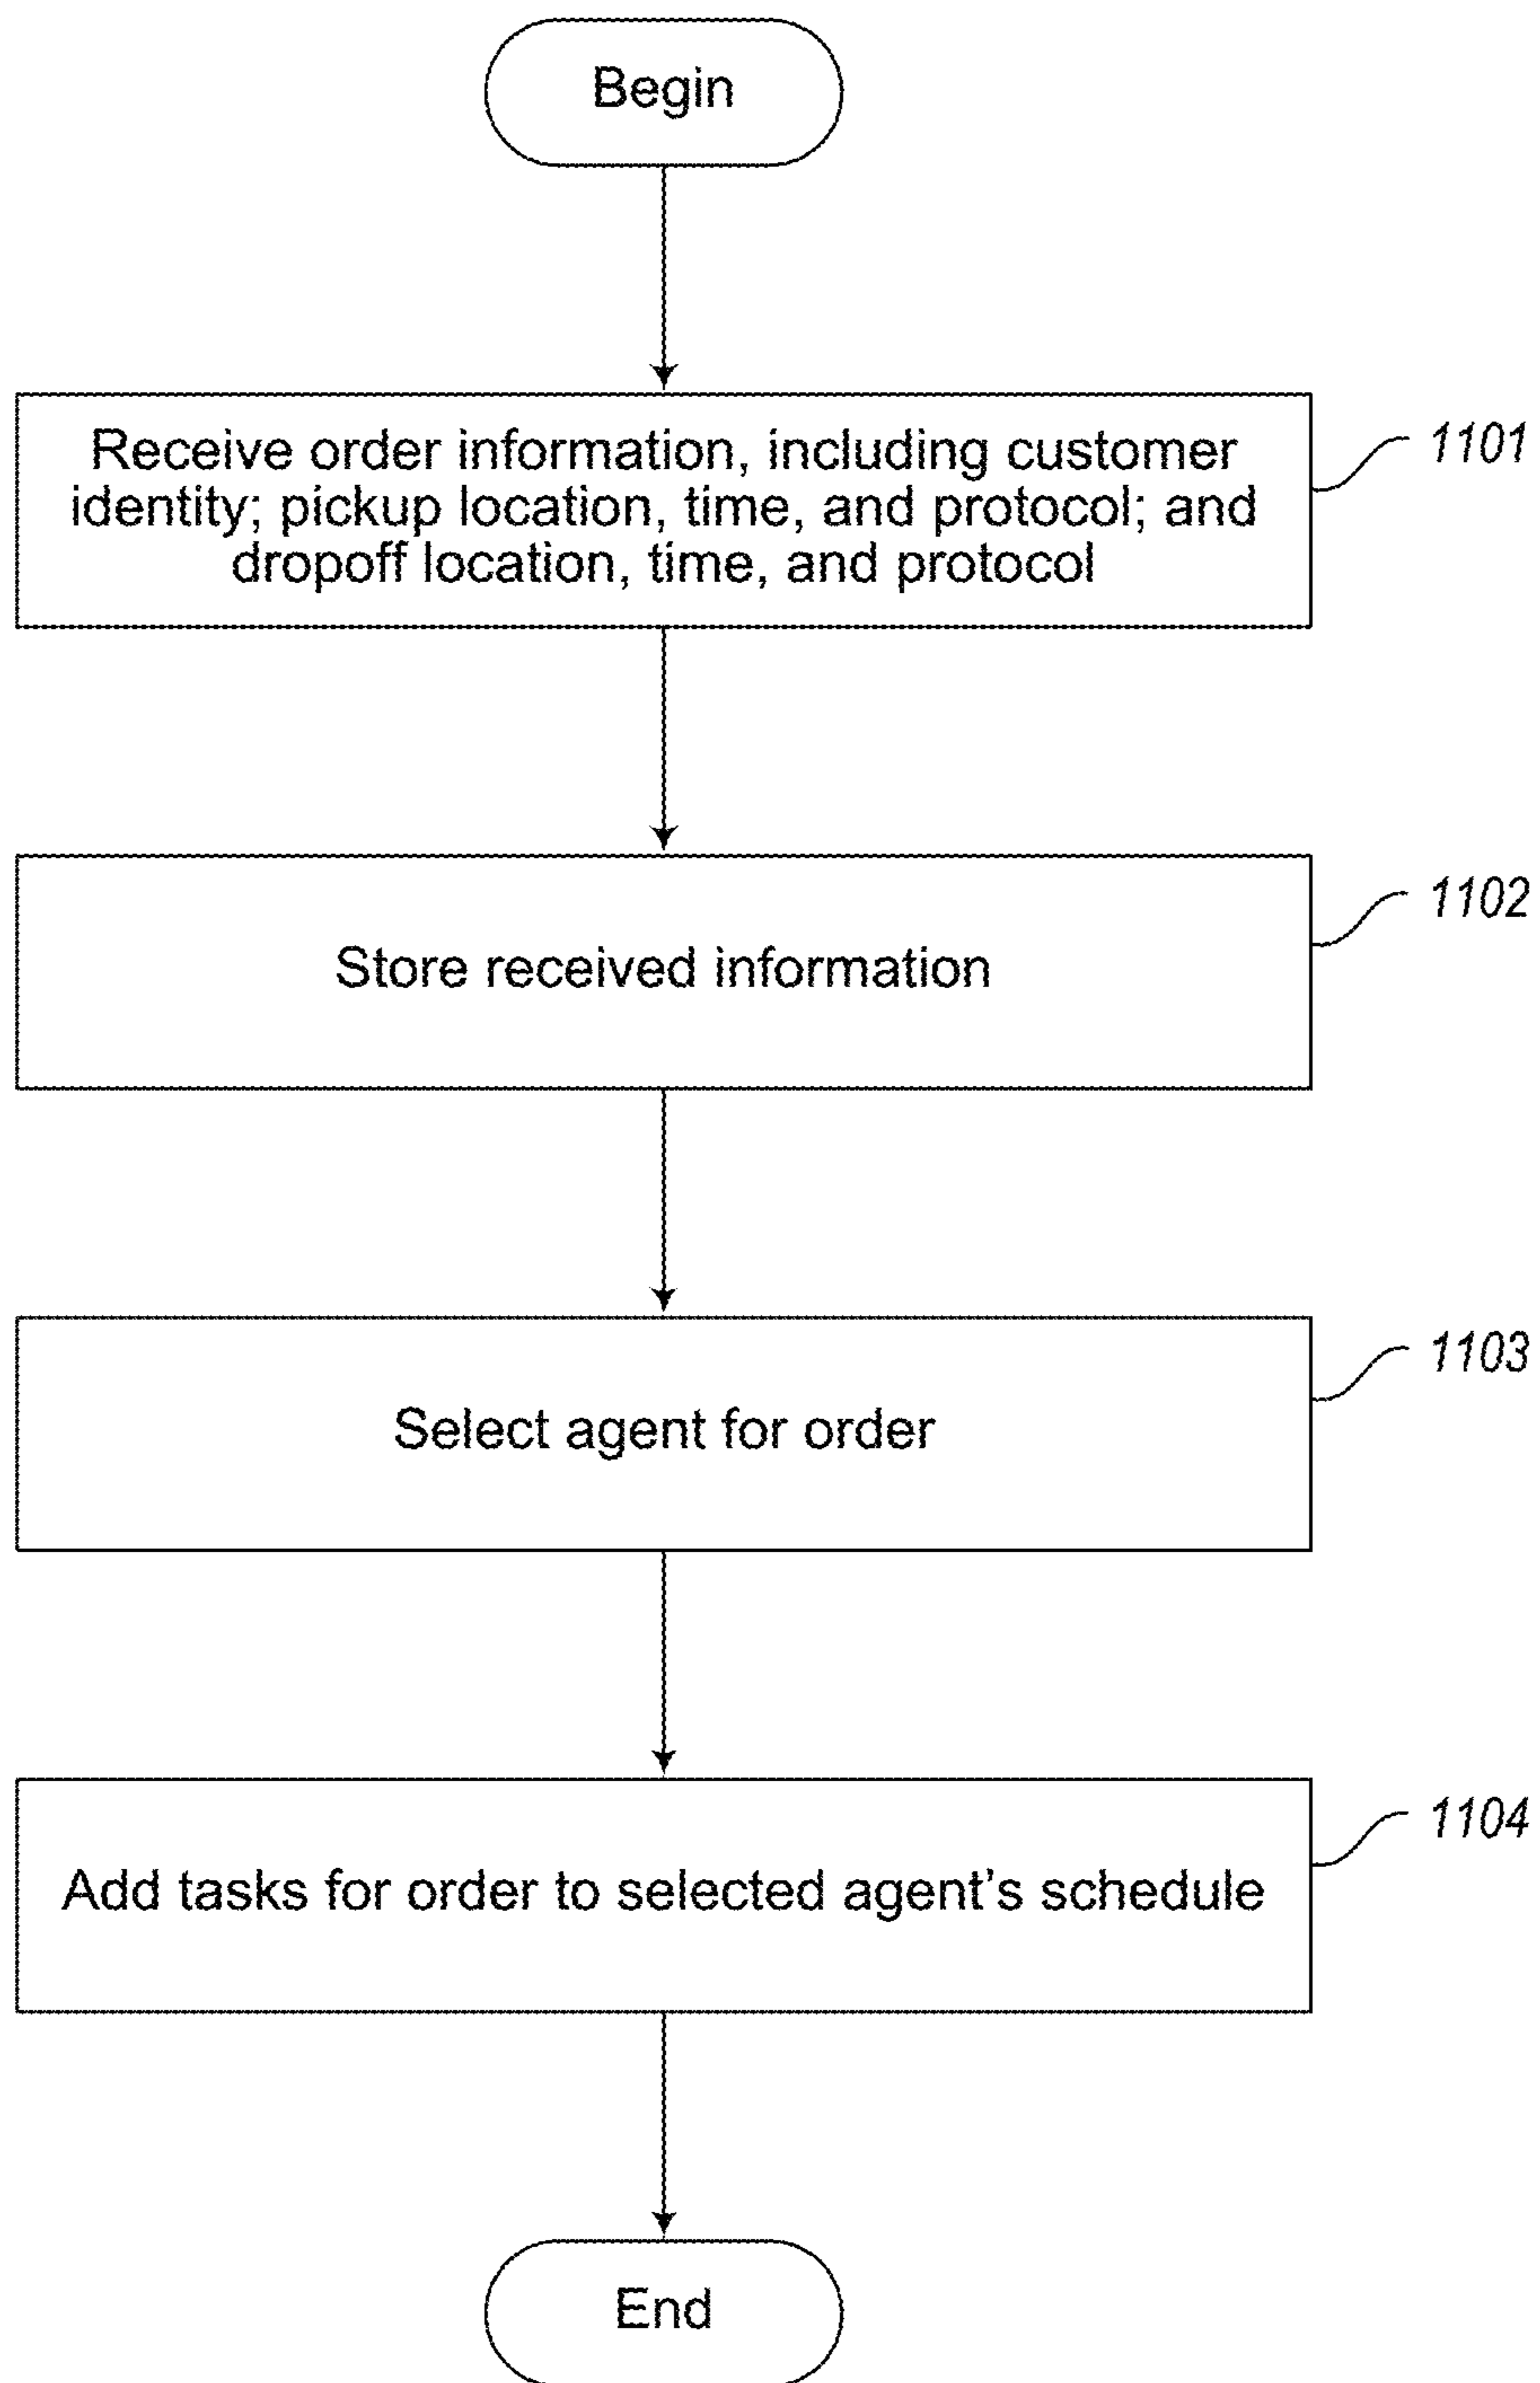 Begin
Receive order information, including customer
identity; pickup location, time, and protocol; and
dropoff location, time, and protocol
1101
Store received information
1102
Select agent for order
1103
Add tasks for order to selected agent’s schedule
1104
End